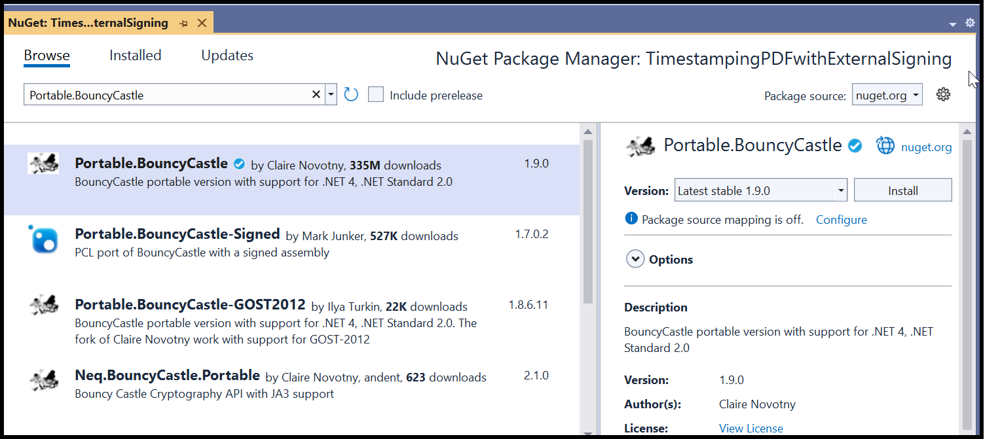 NuGet: Times...ternalSigning
Browse Installed Updates
NuGet Package Manager: TimestampingPDFwithExternalSigning
Portable.BouncyCastle
Include prerelease
Package source: nuget.org
Portable.BouncyCastle by Claire Novotny, 335M downloads 1.9.0
BouncyCastle portable version with support for .NET 4, .NET Standard 2.0
Portable.BouncyCastle-Signed by Mark Junker, 527K downloads 1.7.0.2
PCL port of BouncyCastle with a signed assembly
Portable.BouncyCastle-GOST2012 by Ilya Turkin, 22K downloads 1.8.6.11
BouncyCastle portable version with support for .NET 4, .NET Standard 2.0. The
fork of Claire Novotny work with support for GOST-2012
Neq.BouncyCastle.Portable by Claire Novotny, andent, 623 downloads 2.1.0
Bouncy Castle Cryptography API with JA3 support
Portable.BouncyCastle nuget.org
Version: Latest stable 1.9.0 Install
Package source mapping is off. Configure
Options
Description
BouncyCastle portable version with support for .NET 4, .NET
Standard 2.0
Version: 1.9.0
Author(s): Claire Novotny
License: View License